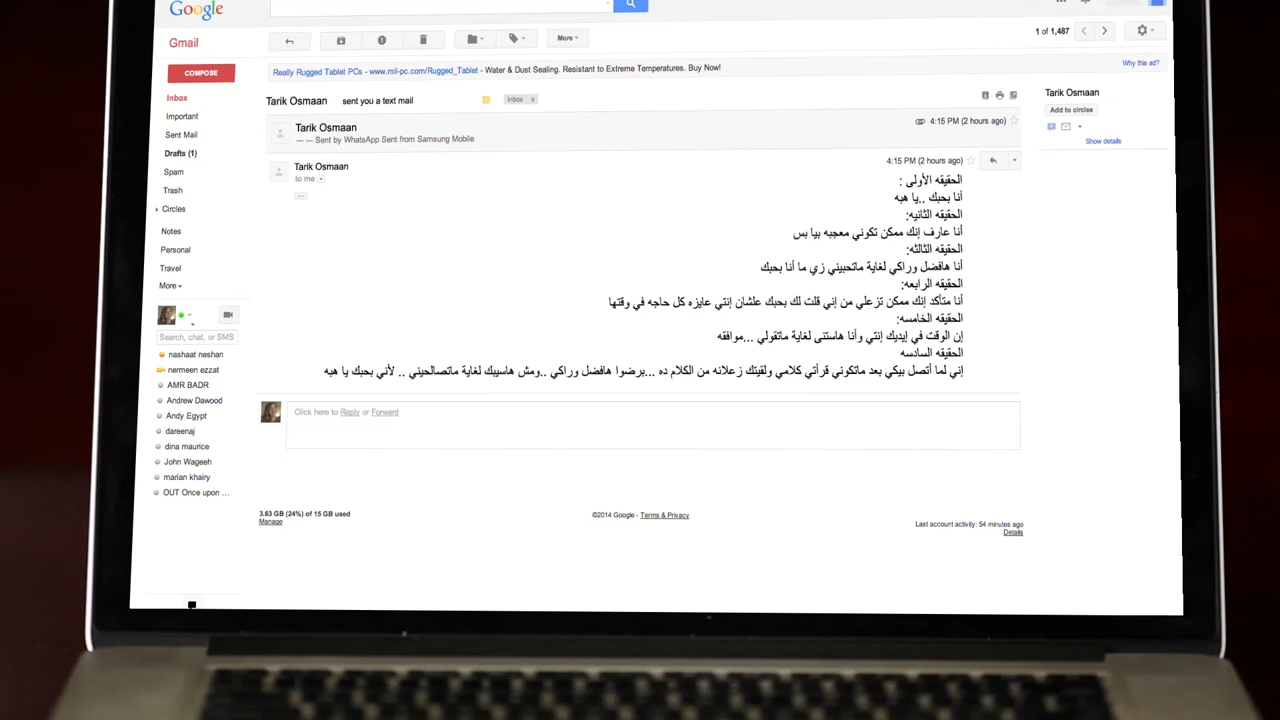 Google
Gmail
More
1 of 1,487
COMPOSE
Really Rugged Tablet PCs - www.mil-pc.com/Rugged_Tablet - Water & Dust Sealing. Resistant to Extreme Temperatures. Buy Now!
Why this ad?
Inbox
Important
Sent Mail
Drafts (1)
Spam
Trash
Circles
Notes
Personal
Travel
More
Search, chat, or SMS
nashaat neshan
nermeen ezzat
AMR BADR
Andrew Dawood
Andy Egypt
dareenaj
dina maurice
John Wageeh
marian khairy
OUT Once upon ...
Tarik Osmaan sent you a text mail Inbox x
Tarik Osmaan 4:15 PM (2 hours ago)
--- --- Sent by WhatsApp Sent from Samsung Mobile
Tarik Osmaan 4:15 PM (2 hours ago)
to me
...
الحقيقه الأولى :
أنا بحبك ..يا هبه
الحقيقه الثانيه:
أنا عارف إنك ممكن تكوني معجبه بيا بس
الحقيقه الثالثه:
أنا هافضل وراكي لغاية ماتحبيني زي ما أنا بحبك
الحقيقه الرابعه:
أنا متأكد إنك ممكن تزعلي من إني قلت لك بحبك علشان إنتي عايزه كل حاجه في وقتها
الحقيقه الخامسه:
إن الوقت في إيديك إنتي وأنا هاستنى لغاية ماتقولي ...موافقه
الحقيقه السادسه
إني لما أتصل بيكي بعد ماتكوني قرأتي كلامي ولقيتك زعلانه من الكلام ده ...برضوا هافضل وراكي ..ومش هاسيبك لغاية ماتصالحيني .. لأني بحبك يا هبه
Click here to Reply or Forward
3.63 GB (24%) of 15 GB used
Manage
©2014 Google - Terms & Privacy
Last account activity: 54 minutes ago
Details
Tarik Osmaan
Add to circles
Show details